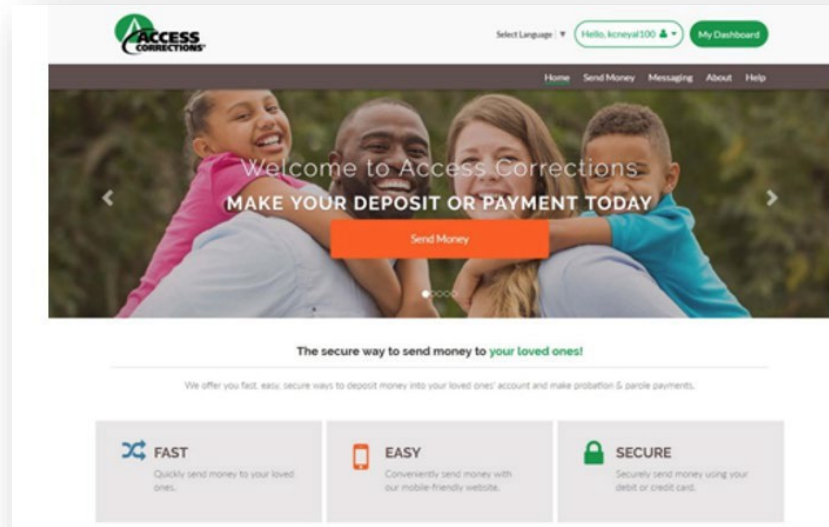 ACCESS
CORRECTIONS
Select Language | ▼
Hello, kcneyal100
My Dashboard
Home Send Money Messaging About Help
Welcome to Access Corrections
MAKE YOUR DEPOSIT OR PAYMENT TODAY
Send Money
The secure way to send money to your loved ones!
We offer you fast, easy, secure ways to deposit money into your loved ones' account and make probation & parole payments.
FAST
Quickly send money to your loved
ones.
EASY
Conveniently send money with
our mobile-friendly website.
SECURE
Securely send money using your
debit or credit card.